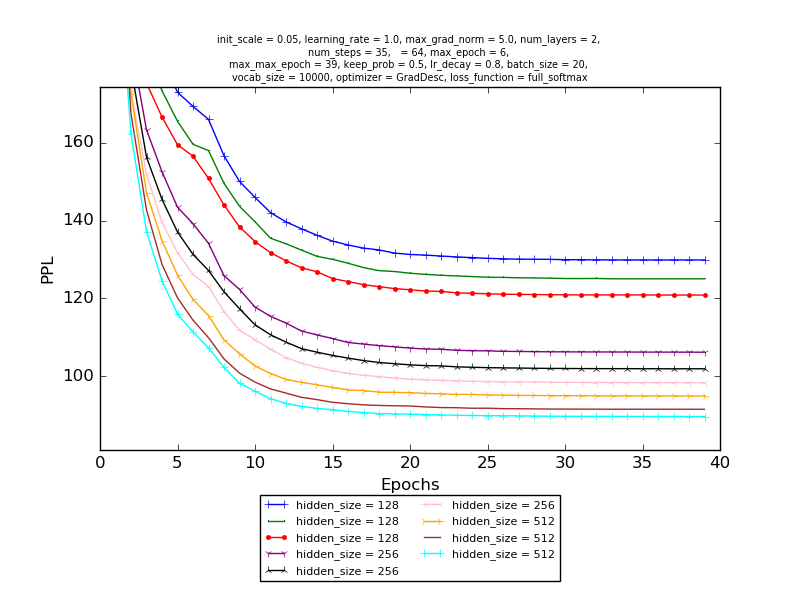 init_scale = 0.05, learning_rate = 1.0, max_grad_norm = 5.0, num_layers = 2,
num_steps = 35,   = 64, max_epoch = 6,
max_max_epoch = 39, keep_prob = 0.5, lr_decay = 0.8, batch_size = 20,
vocab_size = 10000, optimizer = GradDesc, loss_function = full_softmax
160
140
120
100
PPL
0 5 10 15 20 25 30 35 40
Epochs
hidden_size = 128
hidden_size = 128
hidden_size = 128
hidden_size = 256
hidden_size = 256
hidden_size = 256
hidden_size = 512
hidden_size = 512
hidden_size = 512